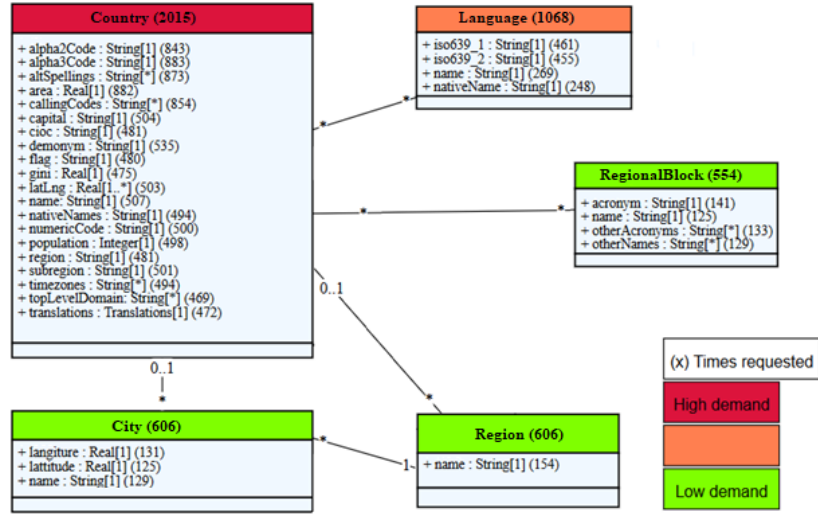 Country (2015)
+ alpha2Code : String[1] (843)
+ alpha3Code : String[1] (883)
+ altSpellings : String[*] (873)
+ area : Real[1] (882)
+ callingCodes : String[*] (854)
+ capital : String[1] (504)
+ cioc : String[1] (481)
+ demonym : String[1] (535)
+ flag : String[1] (480)
+ gini : Real[1] (475)
+ latLng : Real[1..*] (503)
+ name: String[1] (507)
+ nativeNames : String[1] (494)
+ numericCode : String[1] (500)
+ population : Integer[1] (498)
+ region : String[1] (481)
+ subregion : String[1] (501)
+ timezones : String[*] (494)
+ topLevelDomain: String[*] (469)
+ translations : Translations[1] (472)
Language (1068)
+ iso639_1 : String[1] (461)
+ iso639_2 : String[1] (455)
+ name : String[1] (269)
+ nativeName : String[1] (248)
*
*
RegionalBlock (554)
+ acronym : String[1] (141)
+ name : String[1] (125)
+ otherAcronyms : String[*] (133)
+ otherNames : String[*] (129)
*
*
0..1
*
0..1
*
City (606)
+ langiture : Real[1] (131)
+ lattitude : Real[1] (125)
+ name : String[1] (129)
*
1
Region (606)
+ name : String[1] (154)
(x) Times requested
High demand
Low demand